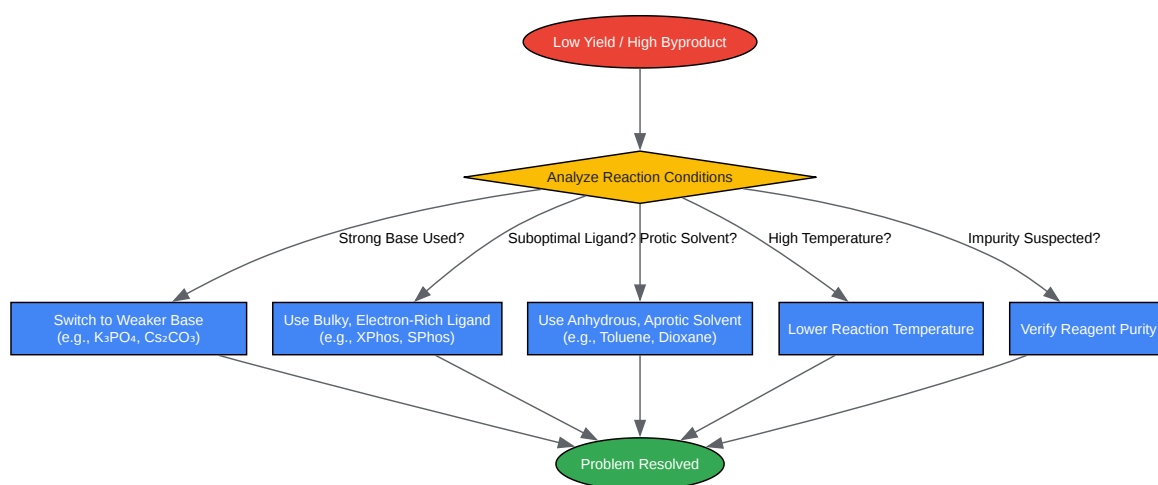 Low Yield / High Byproduct
Analyze Reaction Conditions
Strong Base Used?
Suboptimal Ligand?
Protic Solvent?
High Temperature?
Impurity Suspected?
Switch to Weaker Base
(e.g., K₃PO₄, Cs₂CO₃)
Use Bulky, Electron-Rich Ligand
(e.g., XPhos, SPhos)
Use Anhydrous, Aprotic Solvent
(e.g., Toluene, Dioxane)
Lower Reaction Temperature
Verify Reagent Purity
Problem Resolved